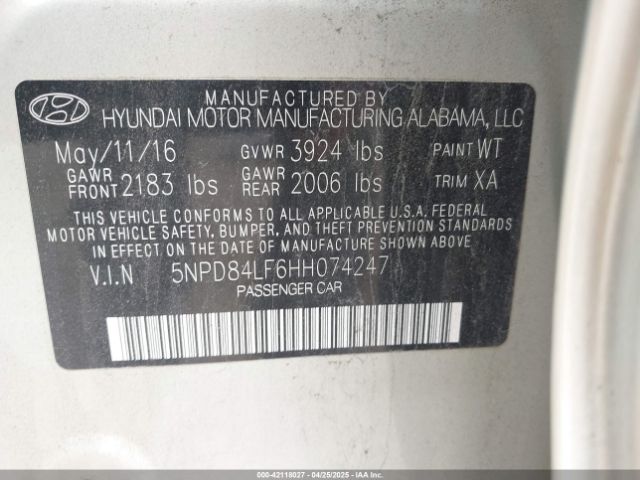 MANUFACTURED BY
HYUNDAI MOTOR MANUFACTURING ALABAMA, LLC
May/11/16 GVWR 3924 lbs PAINT WT
GAWR FRONT 2183 lbs GAWR REAR 2006 lbs TRIM XA
THIS VEHICLE CONFORMS TO ALL APPLICABLE U.S.A. FEDERAL
MOTOR VEHICLE SAFETY, BUMPER, AND THEFT PREVENTION STANDARDS
IN EFFECT ON THE DATE OF MANUFACTURE SHOWN ABOVE.
V.I.N 5NPD84LF6HH074247
PASSENGER CAR
000-42118027 - 04/25/2025 - COPART, INC.